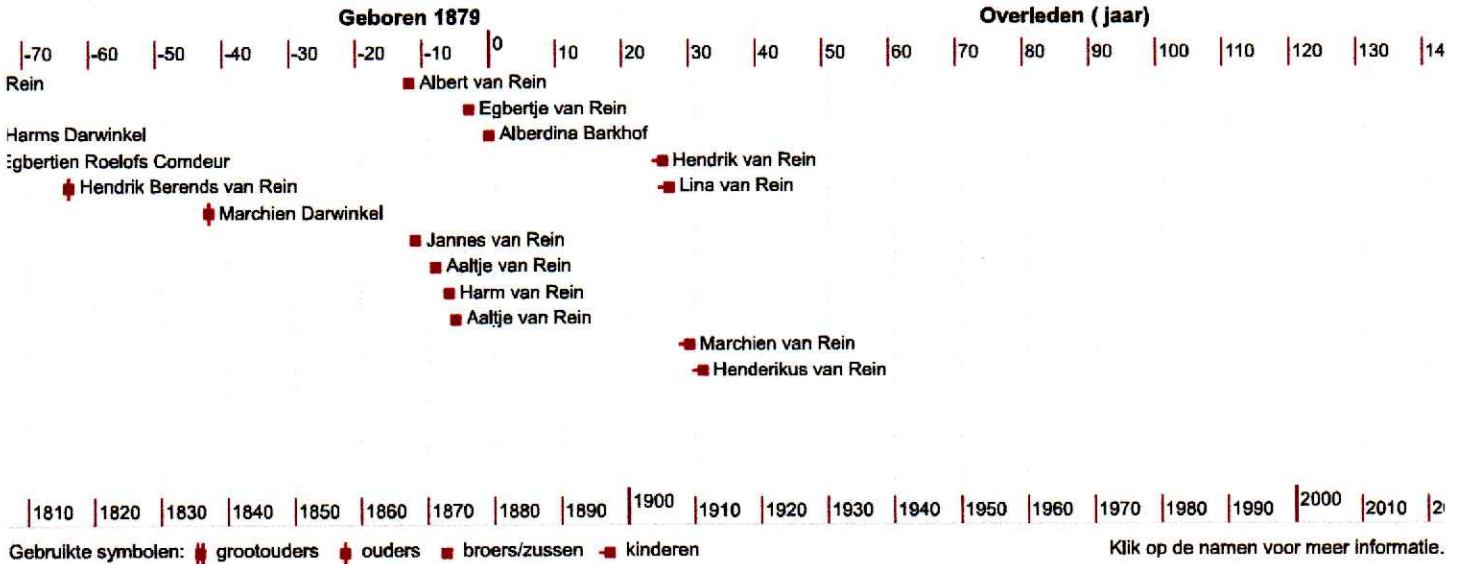 Geboren 1879 Overleden ( jaar)
-70 -60 -50 -40 -30 -20 -10 0 10 20 30 40 50 60 70 80 90 100 110 120 130 14
Rein Albert van Rein
Egbertje van Rein
Harms Darwinkel Alberdina Barkhof
Egbertien Roelofs Comdeur Hendrik van Rein
Hendrik Berends van Rein Lina van Rein
Marchien Darwinkel
Jannes van Rein
Aaltje van Rein
Harm van Rein
Aaltje van Rein
Marchien van Rein
Henderikus van Rein
1810 1820 1830 1840 1850 1860 1870 1880 1890 1900 1910 1920 1930 1940 1950 1960 1970 1980 1990 2000 2010 20
Gebruikte symbolen: grootouders ouders broers/zussen kinderen Klik op de namen voor meer informatie.